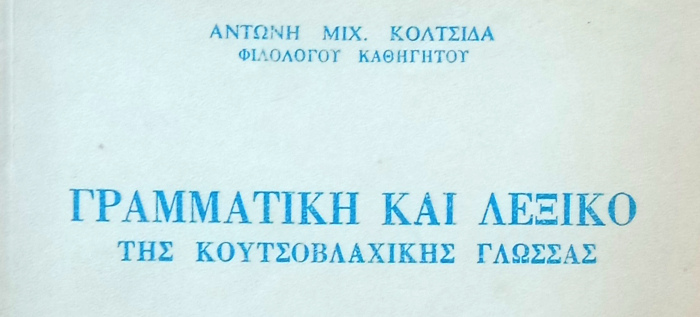 ΑΝΤΩΝΗ ΜΙΧ. ΚΟΛΤΣΙΔΑ
ΦΙΛΟΛΟΓΟΥ ΚΑΘΗΓΗΤΟΥ
ΓΡΑΜΜΑΤΙΚΗ ΚΑΙ ΛΕΞΙΚΟ
ΤΗΣ ΚΟΥΤΣΟΒΛΑΧΙΚΗΣ ΓΛΩΣΣΑΣ